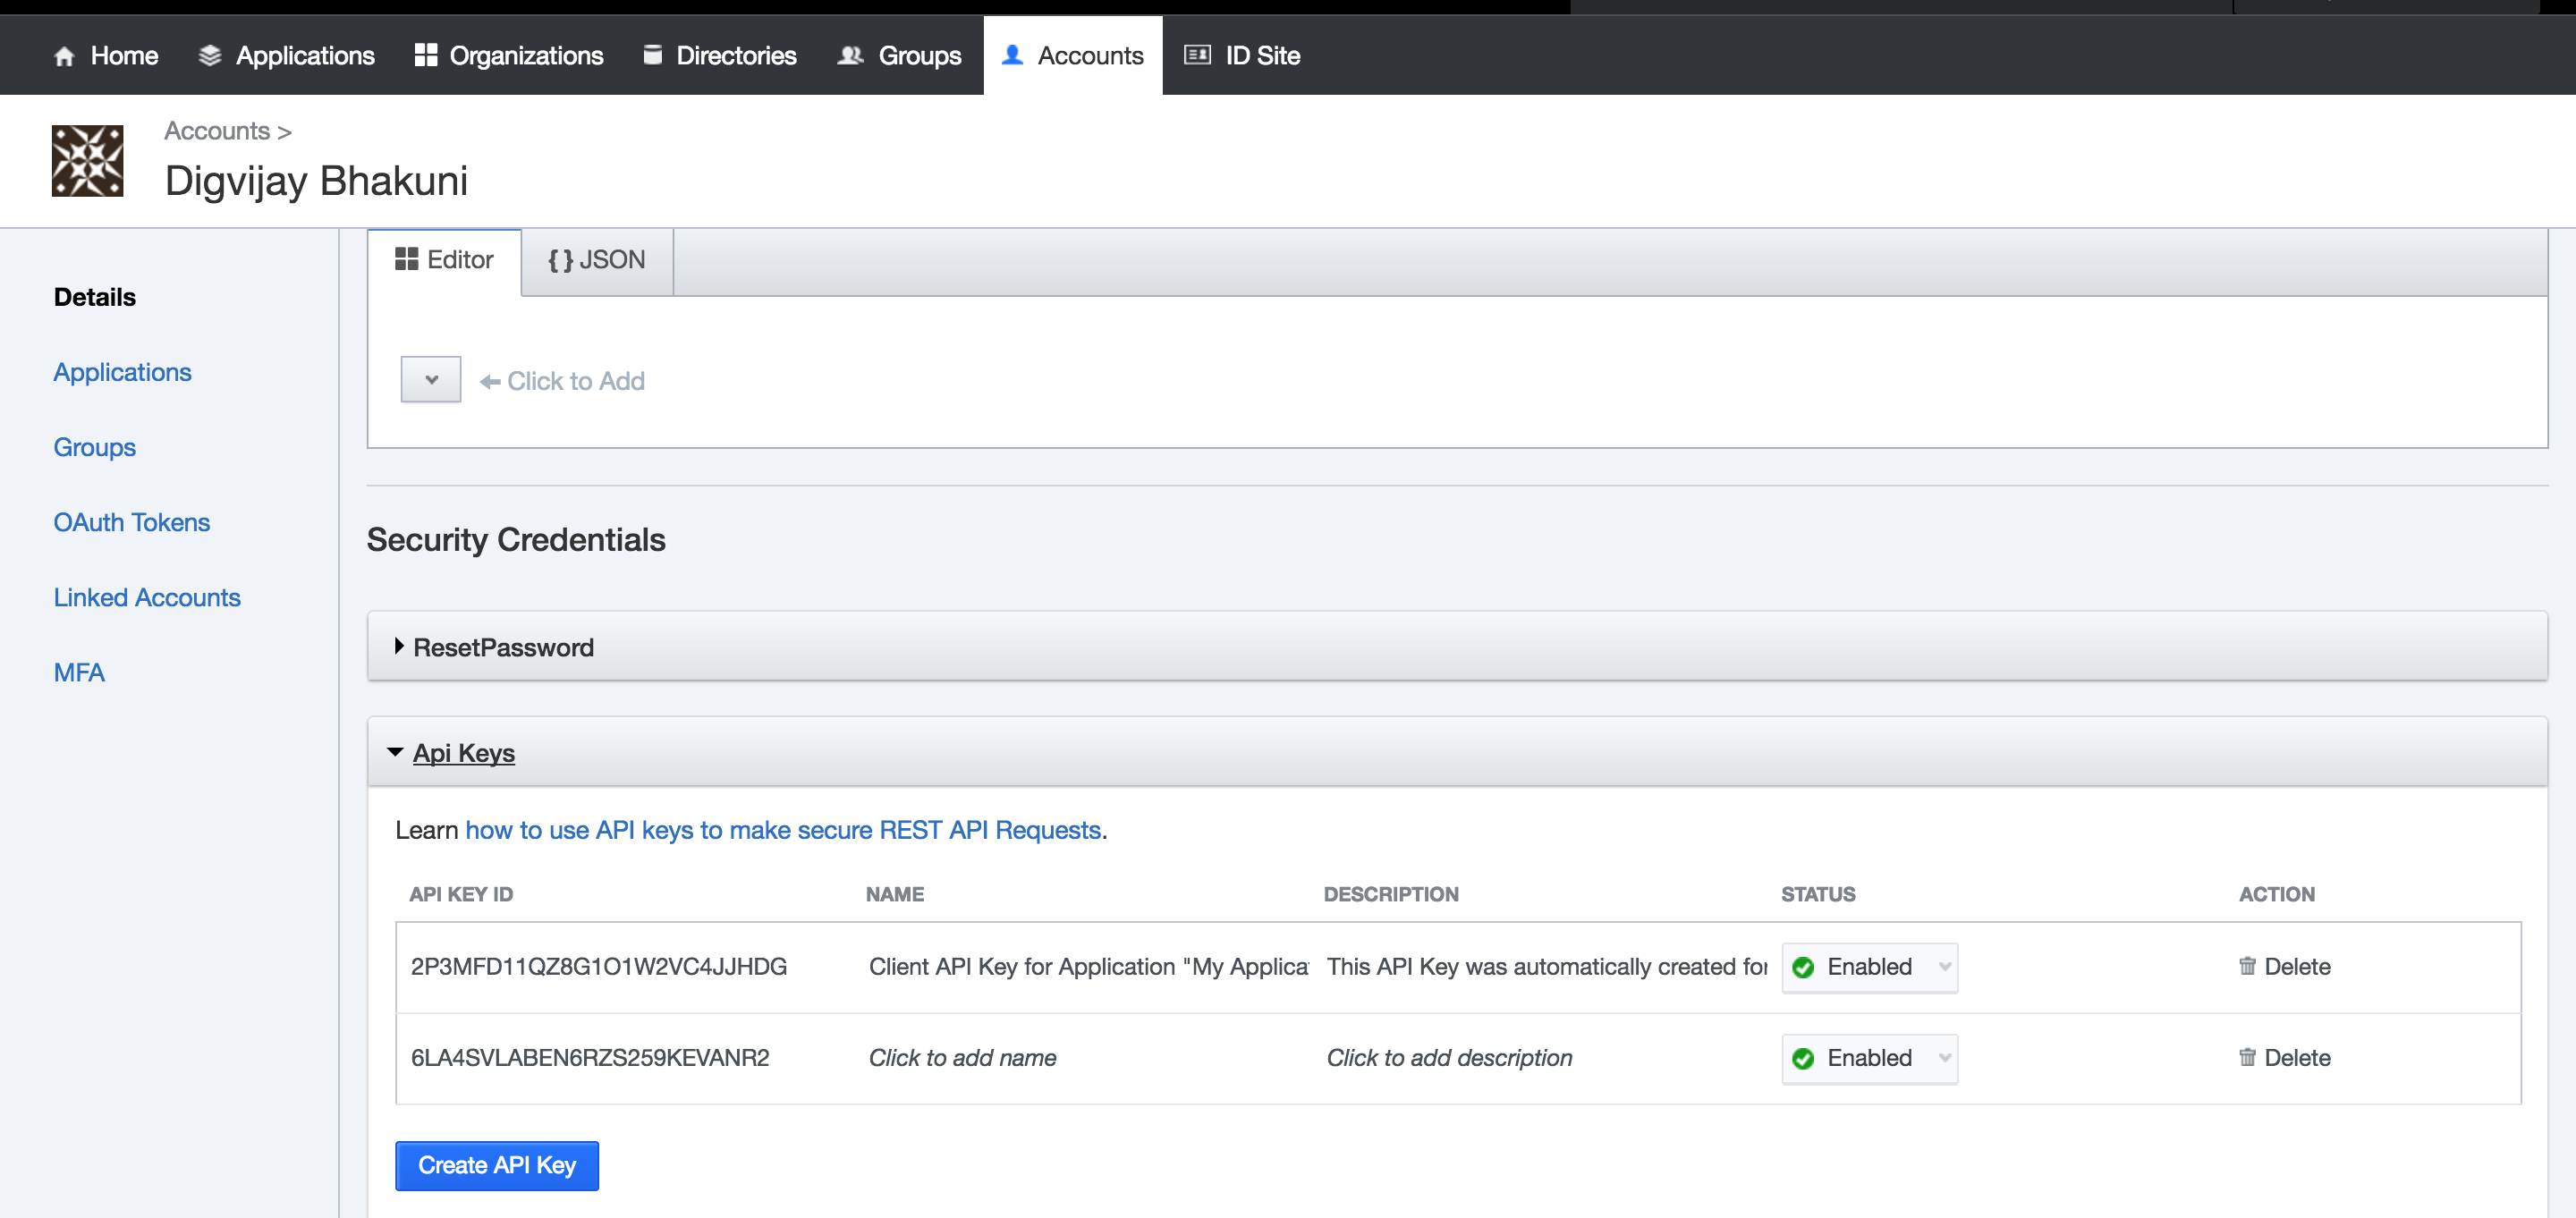 Home Applications Organizations Directories Groups Accounts ID Site
Accounts >
Digvijay Bhakuni
Editor { } JSON
Details
Applications
Click to Add
Groups
OAuth Tokens
Security Credentials
Linked Accounts
ResetPassword
MFA
Api Keys
Learn how to use API keys to make secure REST API Requests.
API KEY ID NAME DESCRIPTION STATUS ACTION
2P3MFD11QZ8G1O1W2VC4JJHDG Client API Key for Application "My Applica This API Key was automatically created for Enabled Delete
6LA4SVLABEN6RZS259KEVANR2 Click to add name Click to add description Enabled Delete
Create API Key